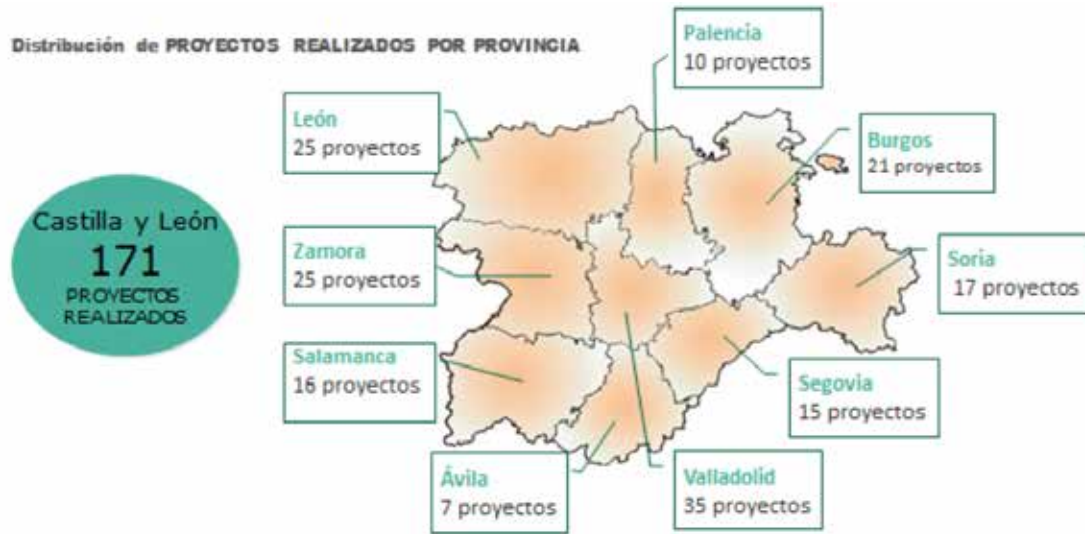 Distribución de PROYECTOS REALIZADOS POR PROVINCIA
Palencia
10 proyectos
León
25 proyectos
Burgos
21 proyectos
Castilla y León
171
PROYECTOS
REALIZADOS
Zamora
25 proyectos
Soria
17 proyectos
Salamanca
16 proyectos
Segovia
15 proyectos
Ávila
7 proyectos
Valladolid
35 proyectos